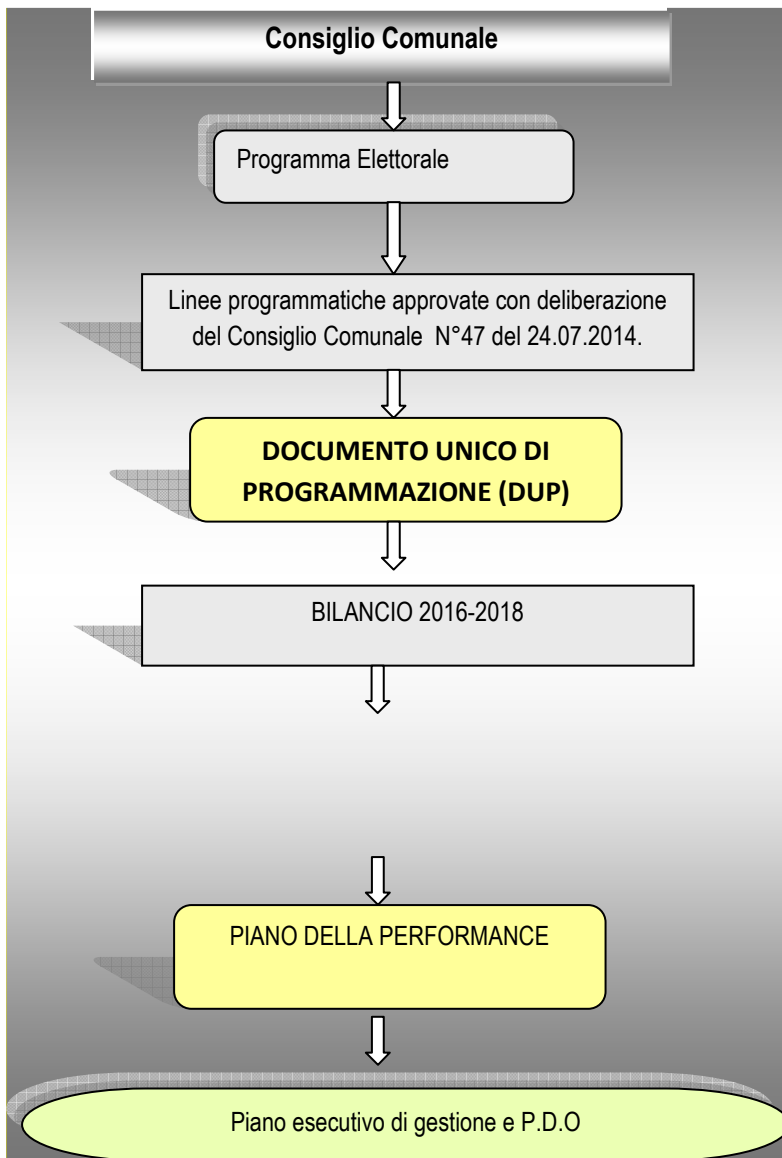 Consiglio Comunale
Programma Elettorale
Linee programmatiche approvate con deliberazione
del Consiglio Comunale N°47 del 24.07.2014.
DOCUMENTO UNICO DI
PROGRAMMAZIONE (DUP)
BILANCIO 2016-2018
PIANO DELLA PERFORMANCE
Piano esecutivo di gestione e P.D.O